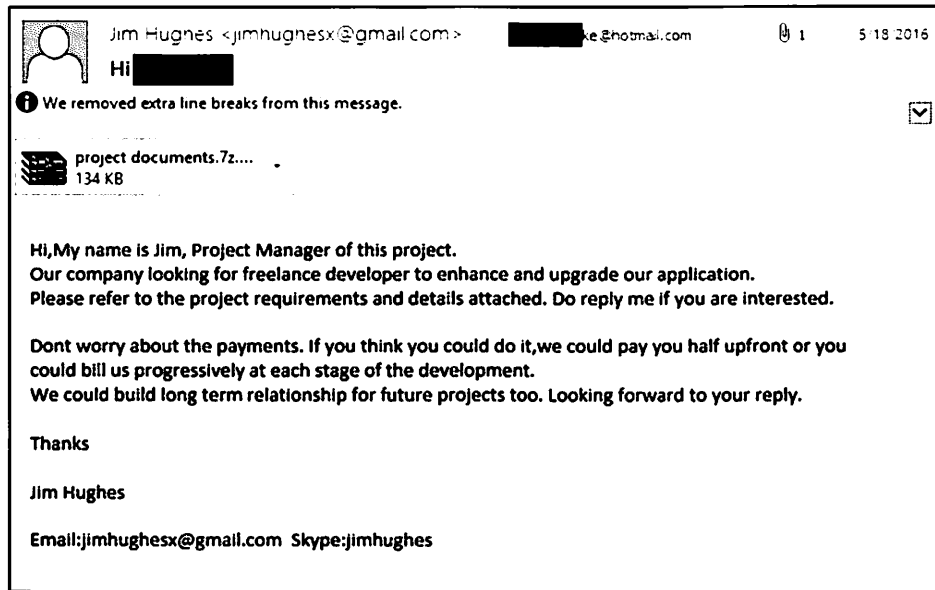 Jim Hughes <jimhughesx@gmail.com> ke@hotmail.com 1 5/18/2016
Hi
We removed extra line breaks from this message.
project documents.7z....
134 KB
Hi,My name is Jim, Project Manager of this project.
Our company looking for freelance developer to enhance and upgrade our application.
Please refer to the project requirements and details attached. Do reply me if you are interested.
Dont worry about the payments. If you think you could do it,we could pay you half upfront or you
could bill us progressively at each stage of the development.
We could build long term relationship for future projects too. Looking forward to your reply.
Thanks
Jim Hughes
Email:jimhughesx@gmail.com Skype:jimhughes